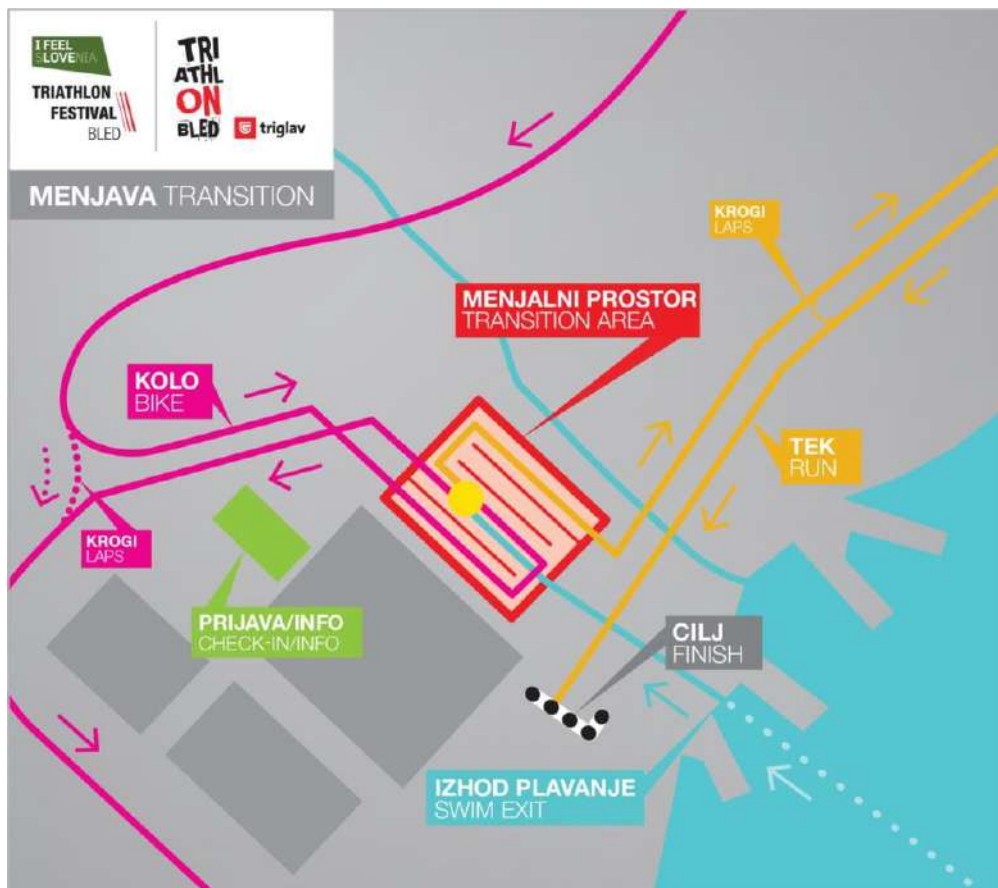 I FEEL
SLOVENIA
TRIATHLON
FESTIVAL
BLED
TRI
ATHL
ON
BLED
triglav
MENJAVA TRANSITION
KROGI
LAPS
MENJALNI PROSTOR
TRANSITION AREA
KOLO
BIKE
TEK
RUN
KROGI
LAPS
PRIJAVA/INFO
CHECK-IN/INFO
CILJ
FINISH
IZHOD PLAVANJE
SWIM EXIT